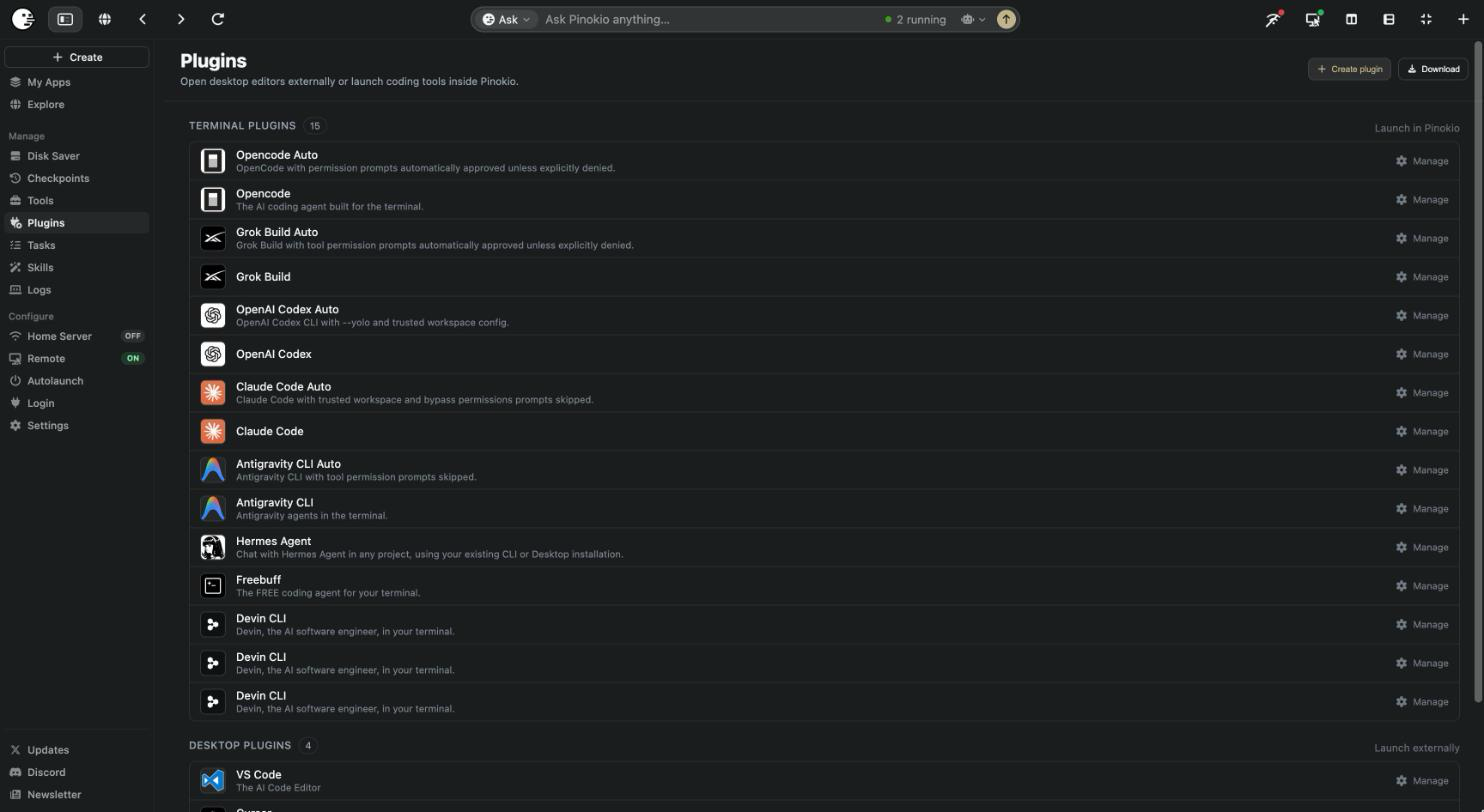 Ask
Ask Pinokio anything...
2 running
Create
My Apps
Explore
Manage
Disk Saver
Checkpoints
Tools
Plugins
Tasks
Skills
Logs
Configure
Home Server OFF
Remote ON
Autolaunch
Login
Settings
Updates
Discord
Newsletter
Plugins
Open desktop editors externally or launch coding tools inside Pinokio.
Create plugin
Download
TERMINAL PLUGINS 15
Launch in Pinokio
Opencode Auto
OpenCode with permission prompts automatically approved unless explicitly denied.
Manage
Opencode
The AI coding agent built for the terminal.
Manage
Grok Build Auto
Grok Build with tool permission prompts automatically approved unless explicitly denied.
Manage
Grok Build
Manage
OpenAI Codex Auto
OpenAI Codex CLI with --yolo and trusted workspace config.
Manage
OpenAI Codex
Manage
Claude Code Auto
Claude Code with trusted workspace and bypass permissions prompts skipped.
Manage
Claude Code
Manage
Antigravity CLI Auto
Antigravity CLI with tool permission prompts skipped.
Manage
Antigravity CLI
Antigravity agents in the terminal.
Manage
Hermes Agent
Chat with Hermes Agent in any project, using your existing CLI or Desktop installation.
Manage
Freebuff
The FREE coding agent for your terminal.
Manage
Devin CLI
Devin, the AI software engineer, in your terminal.
Manage
Devin CLI
Devin, the AI software engineer, in your terminal.
Manage
Devin CLI
Devin, the AI software engineer, in your terminal.
Manage
DESKTOP PLUGINS 4
Launch externally
VS Code
The AI Code Editor
Manage